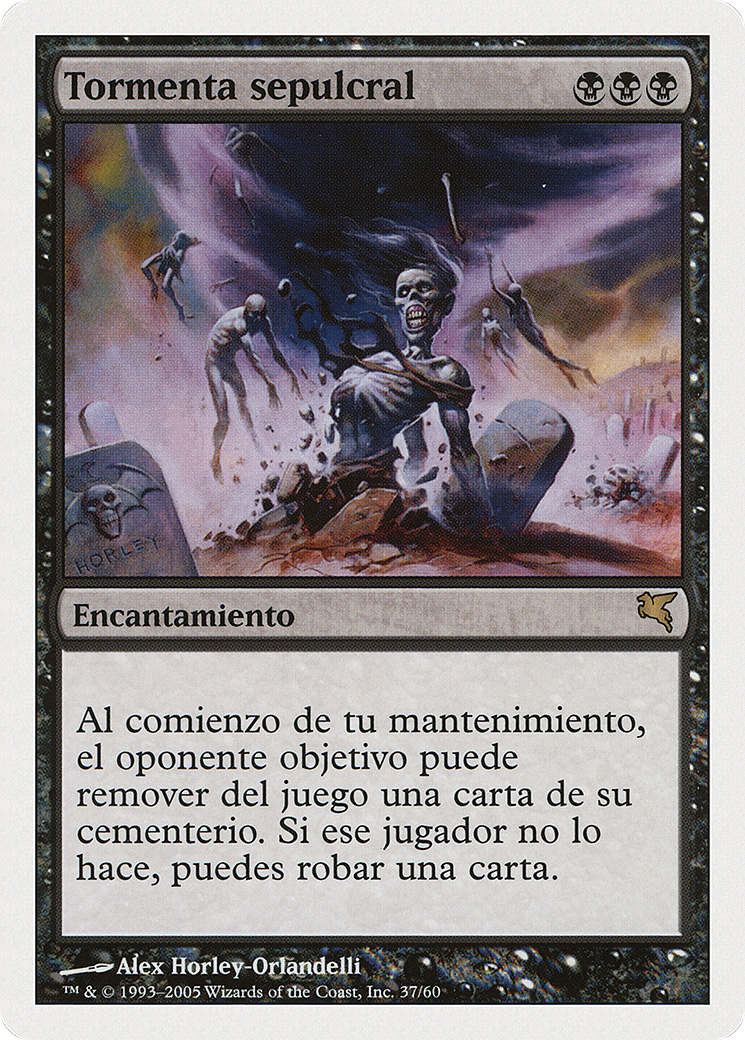 Tormenta sepulcral
HORLEY
Encantamiento
Al comienzo de tu mantenimiento,
el oponente objetivo puede
remover del juego una carta de su
cementerio. Si ese jugador no lo
hace, puedes robar una carta.
Alex Horley-Orlandelli
™ & © 1993–2005 Wizards of the Coast, Inc. 37/60